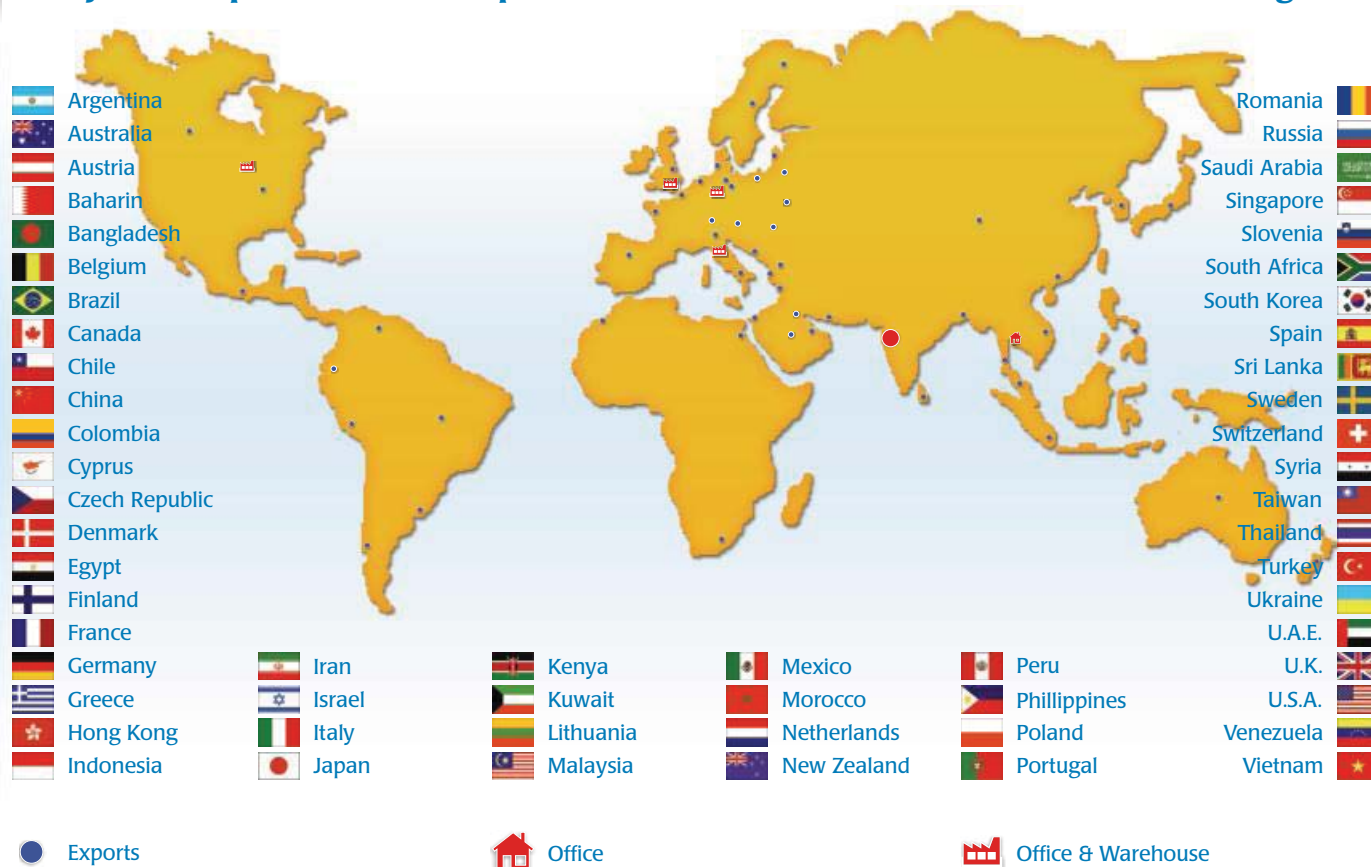 Argentina
Australia
Austria
Baharin
Bangladesh
Belgium
Brazil
Canada
Chile
China
Colombia
Cyprus
Czech Republic
Denmark
Egypt
Finland
France
Germany
Greece
Hong Kong
Indonesia
Iran
Israel
Italy
Japan
Kenya
Kuwait
Lithuania
Malaysia
Mexico
Morocco
Netherlands
New Zealand
Peru
Phillippines
Poland
Portugal
Romania
Russia
Saudi Arabia
Singapore
Slovenia
South Africa
South Korea
Spain
Sri Lanka
Sweden
Switzerland
Syria
Taiwan
Thailand
Turkey
Ukraine
U.A.E.
U.K.
U.S.A.
Venezuela
Vietnam
Exports
Office
Office & Warehouse